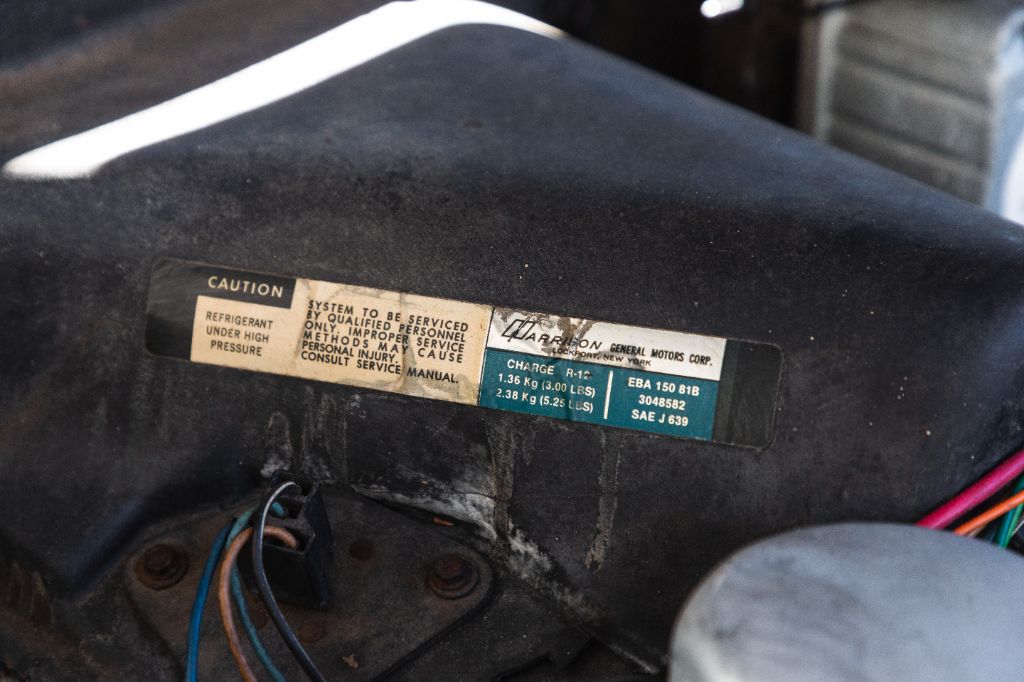 CAUTION
REFRIGERANT
UNDER HIGH
PRESSURE
SYSTEM TO BE SERVICED
BY QUALIFIED PERSONNEL
ONLY. IMPROPER SERVICE
METHODS MAY CAUSE
PERSONAL INJURY.
CONSULT SERVICE MANUAL.
HARRISON GENERAL MOTORS CORP.
LOCKPORT, NEW YORK
CHARGE R-12
1.36 Kg (3.00 LBS)
2.38 Kg (5.25 LBS)
EBA 150 81B
3048582
SAE J 639